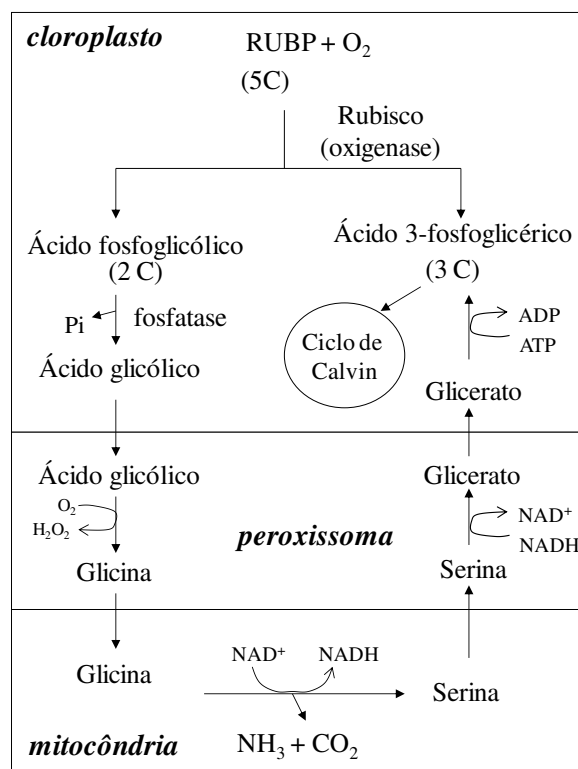 cloroplasto
RUBP + O₂
(5C)
Rubisco
(oxigenase)
Ácido fosfoglicólico
(2 C)
Ácido 3-fosfoglicérico
(3 C)
Pi
fosfatase
Ciclo de
Calvin
ADP
ATP
Ácido glicólico
Glicerato
Ácido glicólico
Glicerato
O₂
H₂O₂
NAD⁺
NADH
peroxissoma
Glicina
Serina
Glicina
NAD⁺
NADH
Serina
mitocôndria
NH₃ + CO₂